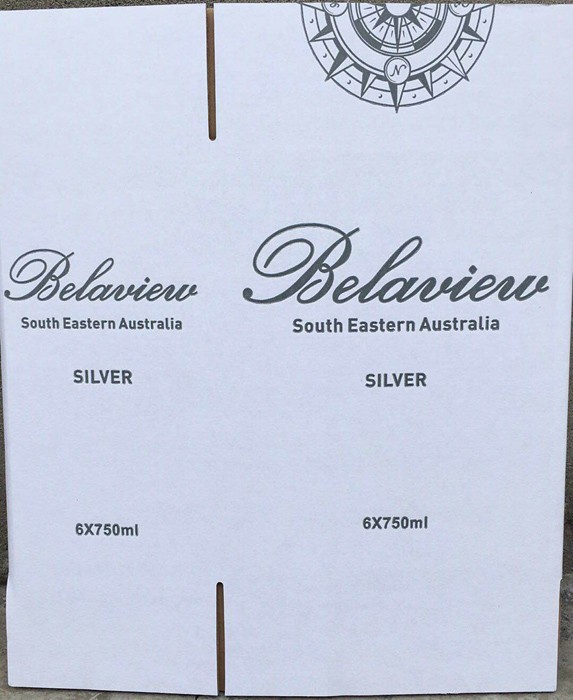 N
Belaview
South Eastern Australia
SILVER
6X750ml
Belaview
South Eastern Australia
SILVER
6X750ml